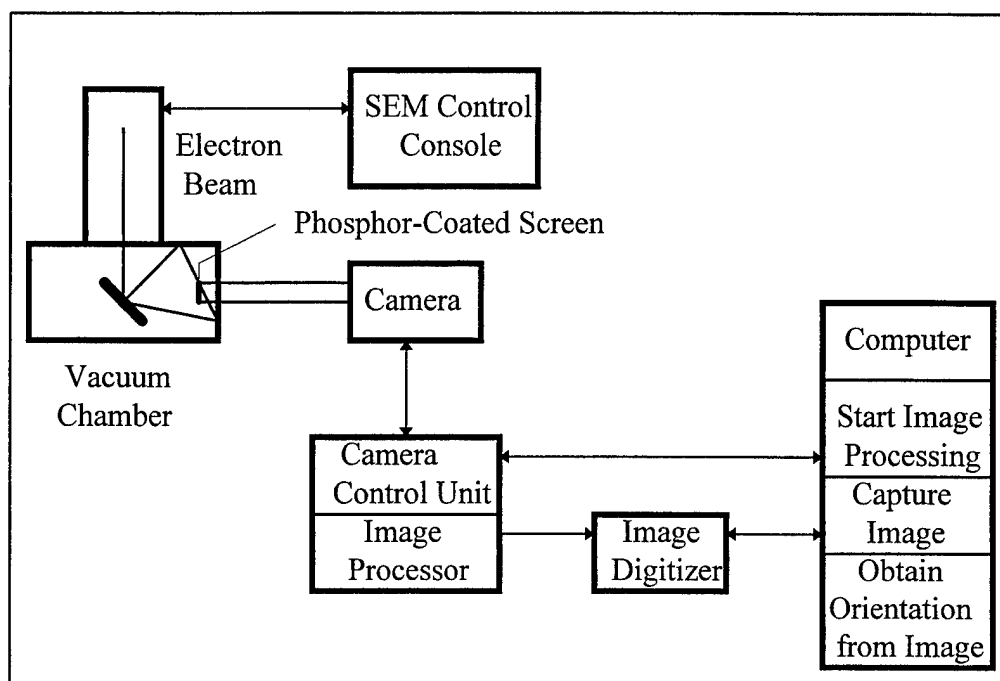 SEM Control
Console
Electron
Beam
Phosphor-Coated Screen
Camera
Vacuum
Chamber
Camera
Control Unit
Image
Processor
Image
Digitizer
Computer
Start Image
Processing
Capture
Image
Obtain
Orientation
from Image